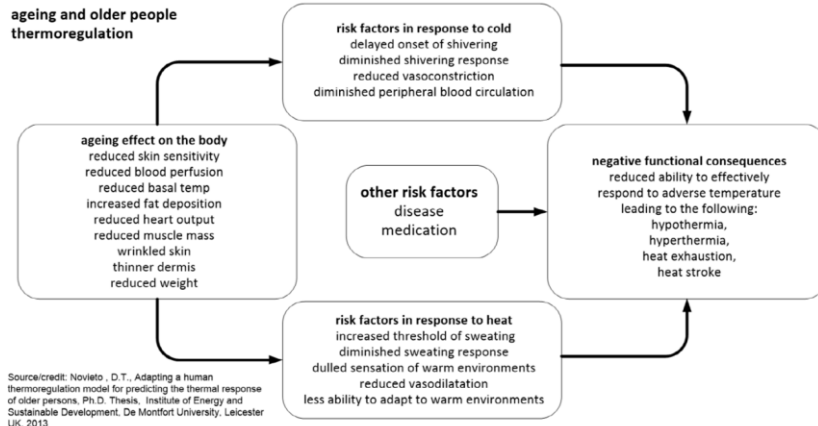 ageing and older people
thermoregulation
risk factors in response to cold
delayed onset of shivering
diminished shivering response
reduced vasoconstriction
diminished peripheral blood circulation
ageing effect on the body
reduced skin sensitivity
reduced blood perfusion
reduced basal temp
increased fat deposition
reduced heart output
reduced muscle mass
wrinkled skin
thinner dermis
reduced weight
other risk factors
disease
medication
negative functional consequences
reduced ability to effectively
respond to adverse temperature
leading to the following:
hypothermia,
hyperthermia,
heat exhaustion,
heat stroke
risk factors in response to heat
increased threshold of sweating
diminished sweating response
dulled sensation of warm environments
reduced vasodilatation
less ability to adapt to warm environments
Source/credit: Novieto , D.T., Adapting a human
thermoregulation model for predicting the thermal response
of older persons, Ph.D. Thesis, Institute of Energy and
Sustainable Development, De Montfort University, Leicester
UK, 2013